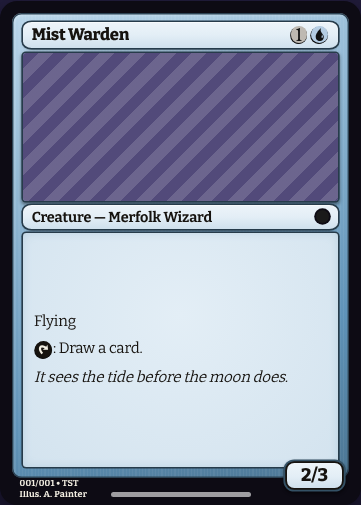 Mist Warden 1
Creature — Merfolk Wizard
Flying
: Draw a card.
It sees the tide before the moon does.
2/3
001/001 • TST
Illus. A. Painter